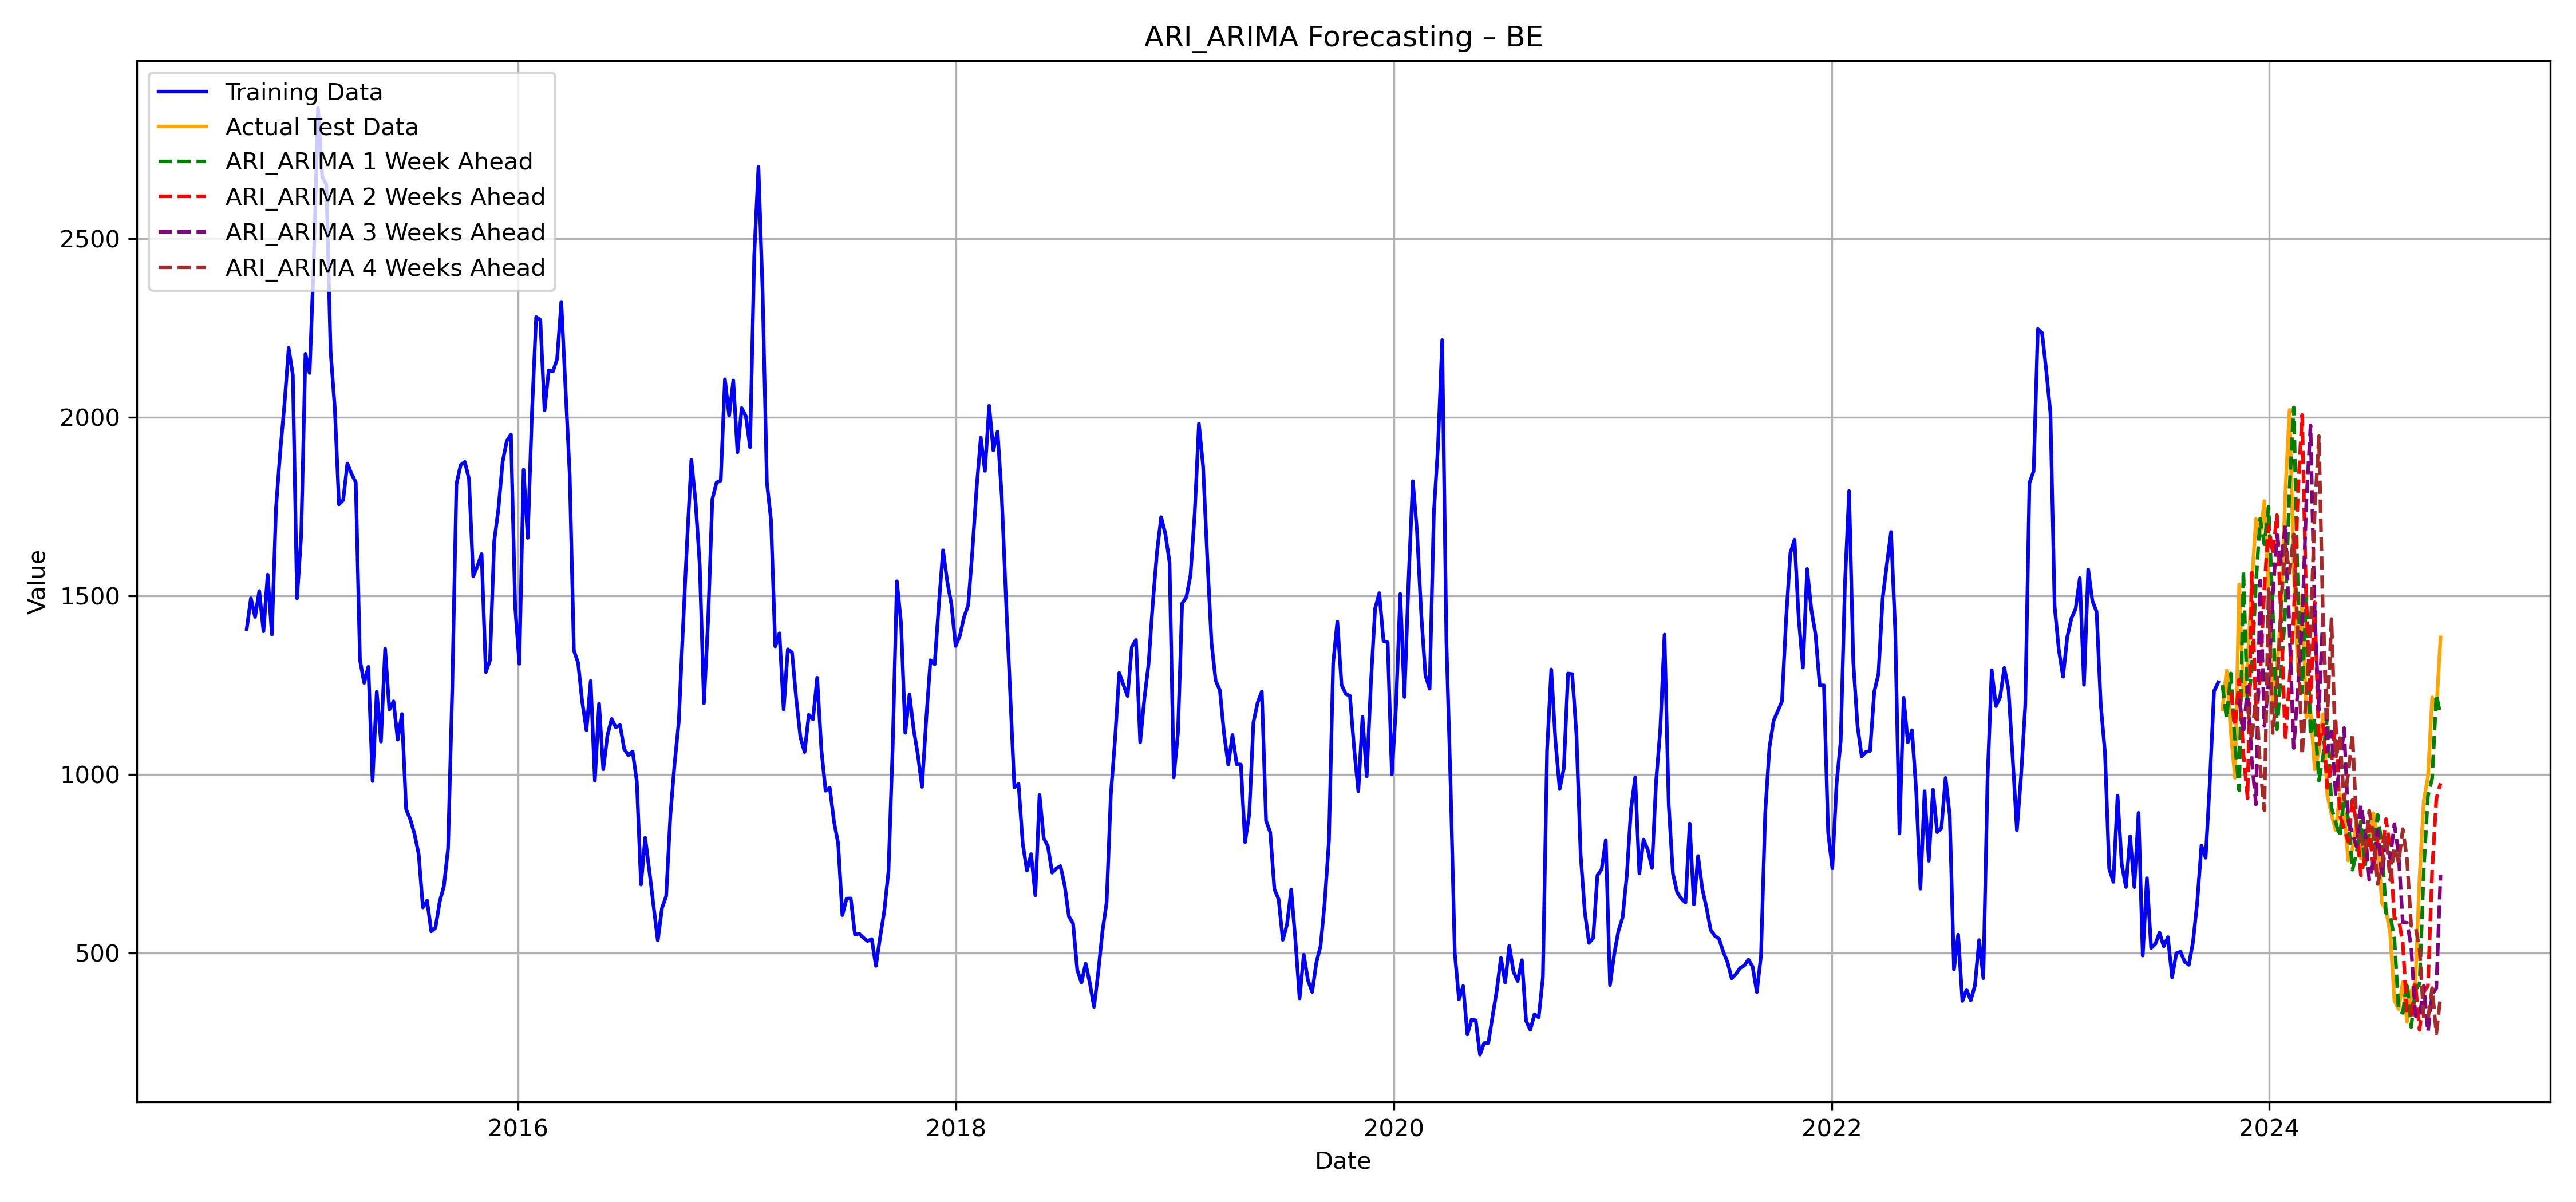 ARI_ARIMA Forecasting – BE
Training Data
Actual Test Data
ARI_ARIMA 1 Week Ahead
ARI_ARIMA 2 Weeks Ahead
ARI_ARIMA 3 Weeks Ahead
ARI_ARIMA 4 Weeks Ahead
Value
2500
2000
1500
1000
500
2016
2018
2020
2022
2024
Date